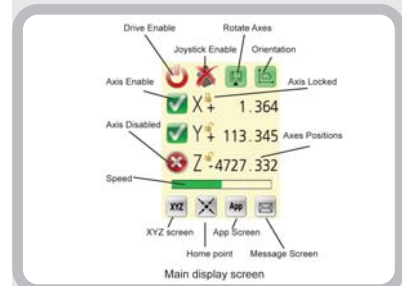 Drive Enable
Rotate Axes
Joystick Enable
Orientation
Axis Enable
Axis Locked
X + 1.364
Axis Disabled
Y + 113.345
Axes Positions
Z -4727.332
Speed
XYZ
App
XYZ screen
App Screen
Home point
Message Screen
Main display screen